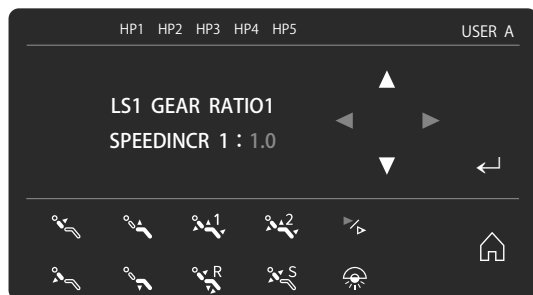 HP1 HP2 HP3 HP4 HP5 USER A
LS1 GEAR RATIO1
SPEEDINCR 1 : 1.0
1 2
R S